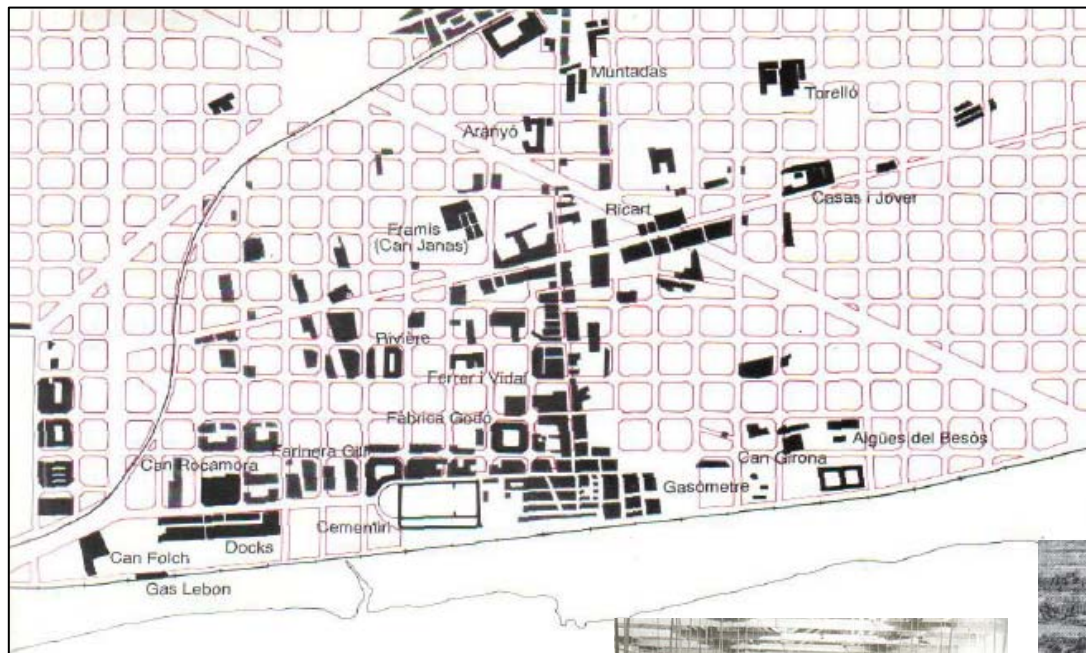 Muntadas
Torelló
Aranyó
Casas i Jover
Ricart
Framis
(Can Janas)
Rivière
Ferrer i Vidal
Fàbrica Godó
Algües del Besòs
Can Rocamora
Farinera Gili
Can Girona
Gasòmetre
Cementiri
Docks
Can Folch
Gas Lebon